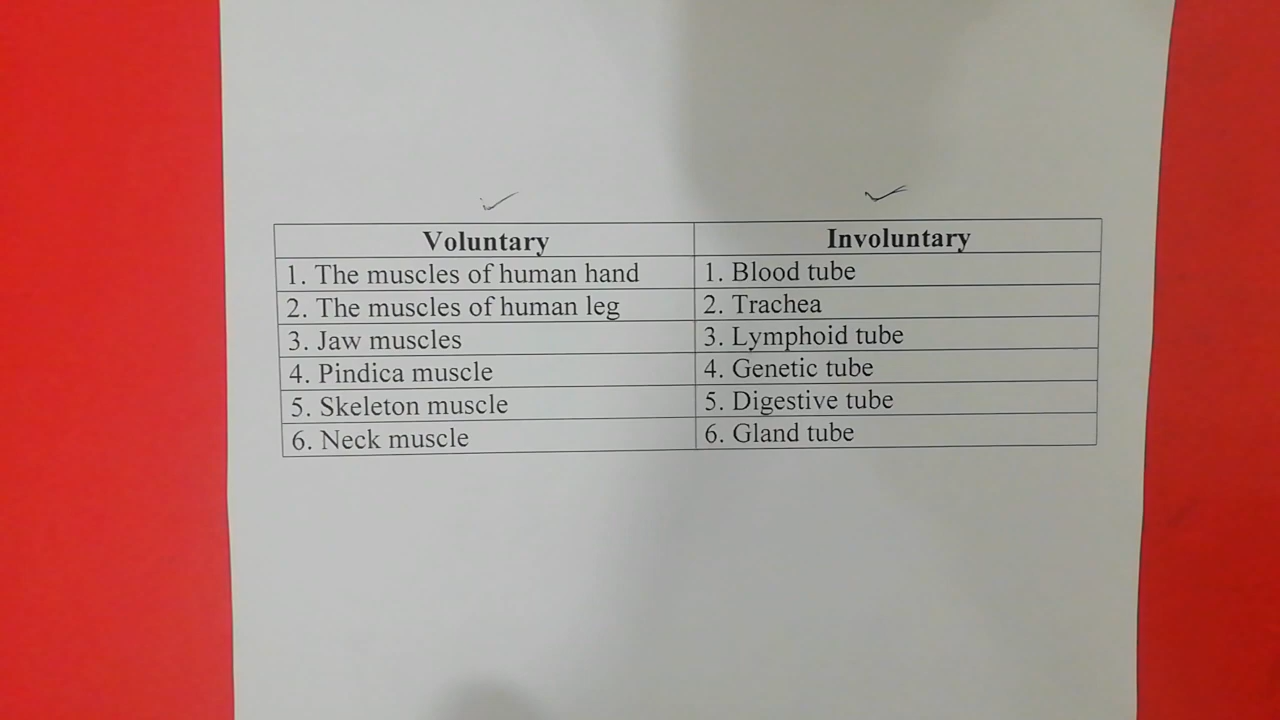 Voluntary Involuntary
1. The muscles of human hand 1. Blood tube
2. The muscles of human leg 2. Trachea
3. Jaw muscles 3. Lymphoid tube
4. Pindica muscle 4. Genetic tube
5. Skeleton muscle 5. Digestive tube
6. Neck muscle 6. Gland tube